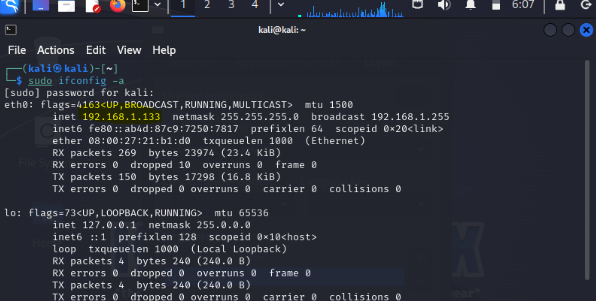 1 2 3 4 6:07
kali@kali: ~
File Actions Edit View Help
(kali㉿kali)-[~]
$ sudo ifconfig -a
[sudo] password for kali:
eth0: flags=4163<UP,BROADCAST,RUNNING,MULTICAST> mtu 1500
inet 192.168.1.133 netmask 255.255.255.0 broadcast 192.168.1.255
inet6 fe80::ab4d:87c9:7250:7817 prefixlen 64 scopeid 0×20<link>
ether 08:00:27:21:b1:d0 txqueuelen 1000 (Ethernet)
RX packets 269 bytes 23974 (23.4 KiB)
RX errors 0 dropped 10 overruns 0 frame 0
TX packets 150 bytes 17298 (16.8 KiB)
TX errors 0 dropped 0 overruns 0 carrier 0 collisions 0
lo: flags=73<UP,LOOPBACK,RUNNING> mtu 65536
inet 127.0.0.1 netmask 255.0.0.0
inet6 ::1 prefixlen 128 scopeid 0×10<host>
loop txqueuelen 1000 (Local Loopback)
RX packets 4 bytes 240 (240.0 B)
RX errors 0 dropped 0 overruns 0 frame 0
TX packets 4 bytes 240 (240.0 B)
TX errors 0 dropped 0 overruns 0 carrier 0 collisions 0